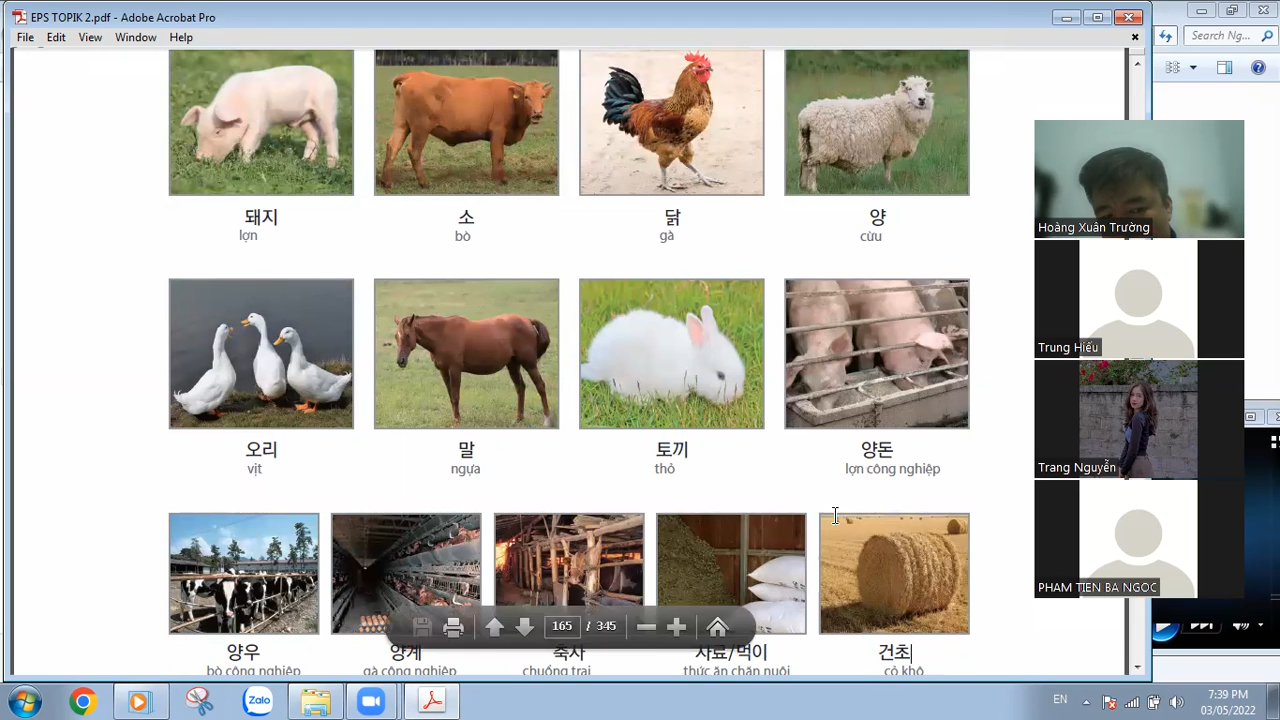 EPS TOPIK 2.pdf - Adobe Acrobat Pro
File Edit View Window Help
Search Ng...
돼지 소 닭 양
lợn bò gà cừu
오리 말 토끼 양돈
vịt ngựa thỏ lợn công nghiệp
165 / 345
양우 양계 축사 사료/먹이 건초
bò công nghiệp gà công nghiệp chuồng trại thức ăn chăn nuôi cỏ khô
Hoàng Xuân Trường
Trung Hiếu
Trang Nguyễn
PHAM TIEN BA NGOC
Zalo
EN
7:39 PM
03/05/2022